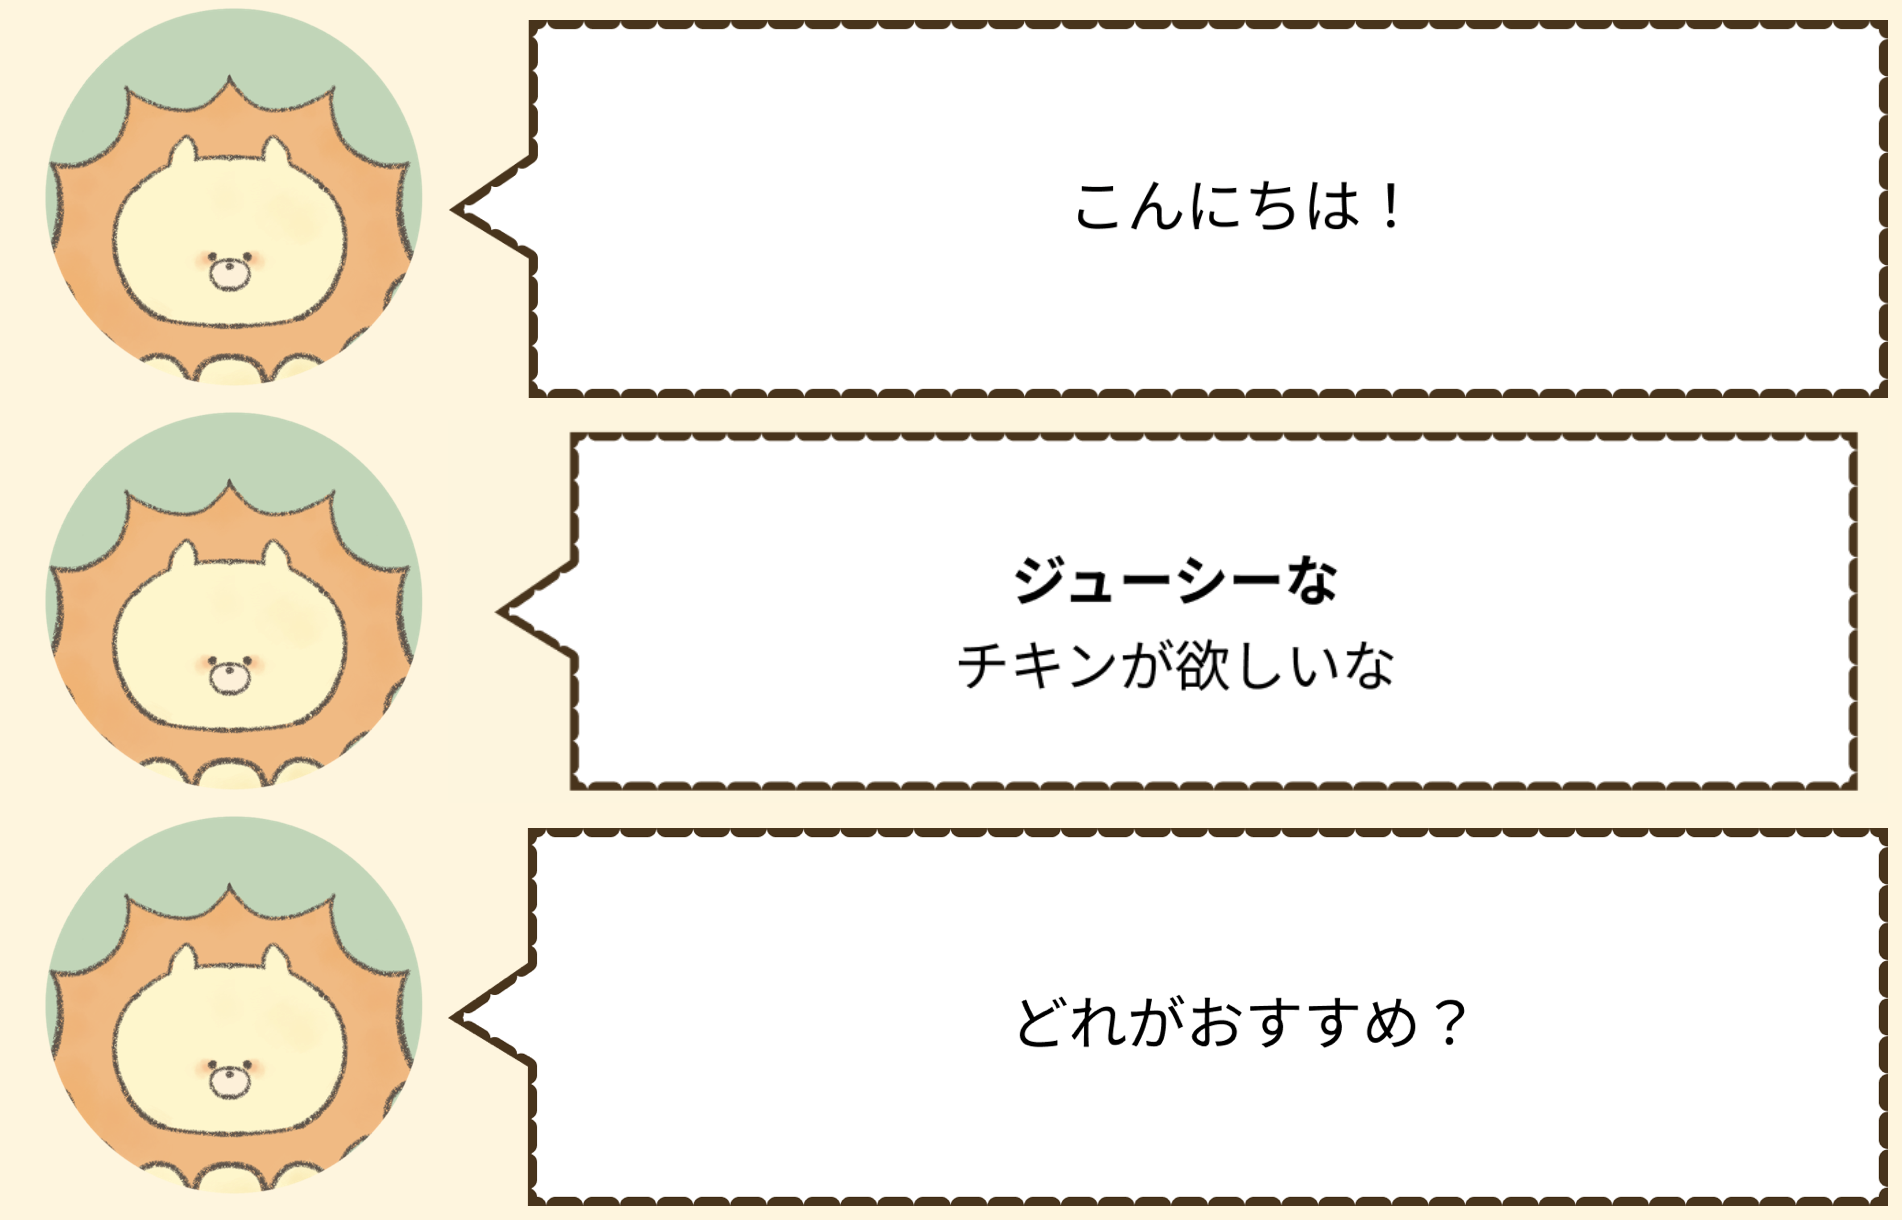 こんにちは！
ジューシーな
チキンが欲しいな
どれがおすすめ？